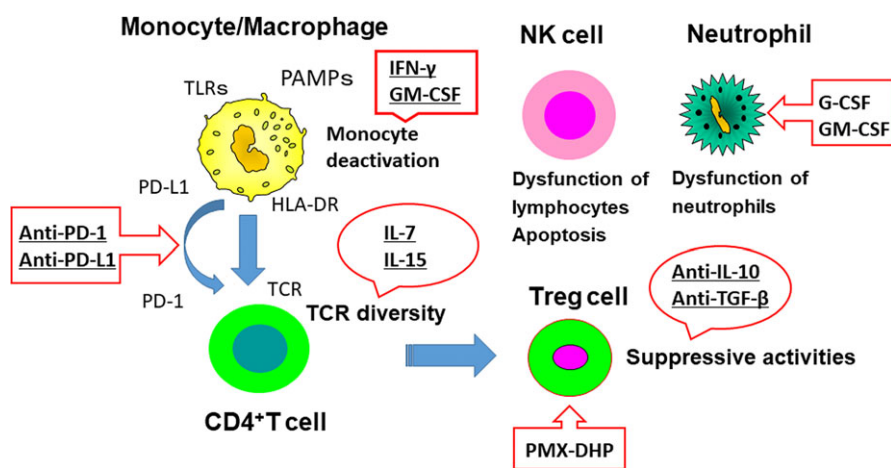 Monocyte/Macrophage
TLRs
PAMPs
IFN-γ
GM-CSF
Monocyte
deactivation
PD-L1
HLA-DR
Anti-PD-1
Anti-PD-L1
PD-1
TCR
IL-7
IL-15
TCR diversity
CD4⁺T cell
NK cell
Dysfunction of
lymphocytes
Apoptosis
Neutrophil
G-CSF
GM-CSF
Dysfunction of
neutrophils
Anti-IL-10
Anti-TGF-β
Treg cell
Suppressive activities
PMX-DHP